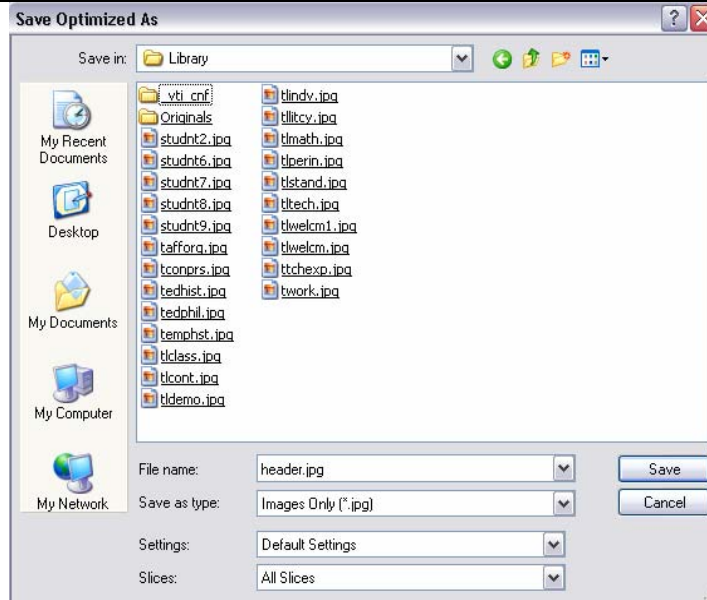 Save Optimized As
Save in: Library
My Recent
Documents
Desktop
My Documents
My Computer
My Network
_vti_cnf
Originals
studnt2.jpg
studnt6.jpg
studnt7.jpg
studnt8.jpg
studnt9.jpg
tafforg.jpg
tconprs.jpg
tedhist.jpg
tedphil.jpg
temphst.jpg
tlclass.jpg
tlcont.jpg
tldemo.jpg
tlindv.jpg
tllitcy.jpg
tlmath.jpg
tlperin.jpg
tlstand.jpg
tltech.jpg
tlwelcm1.jpg
tlwelcm.jpg
ttchexp.jpg
twork.jpg
File name: header.jpg Save
Save as type: Images Only (*.jpg) Cancel
Settings: Default Settings
Slices: All Slices